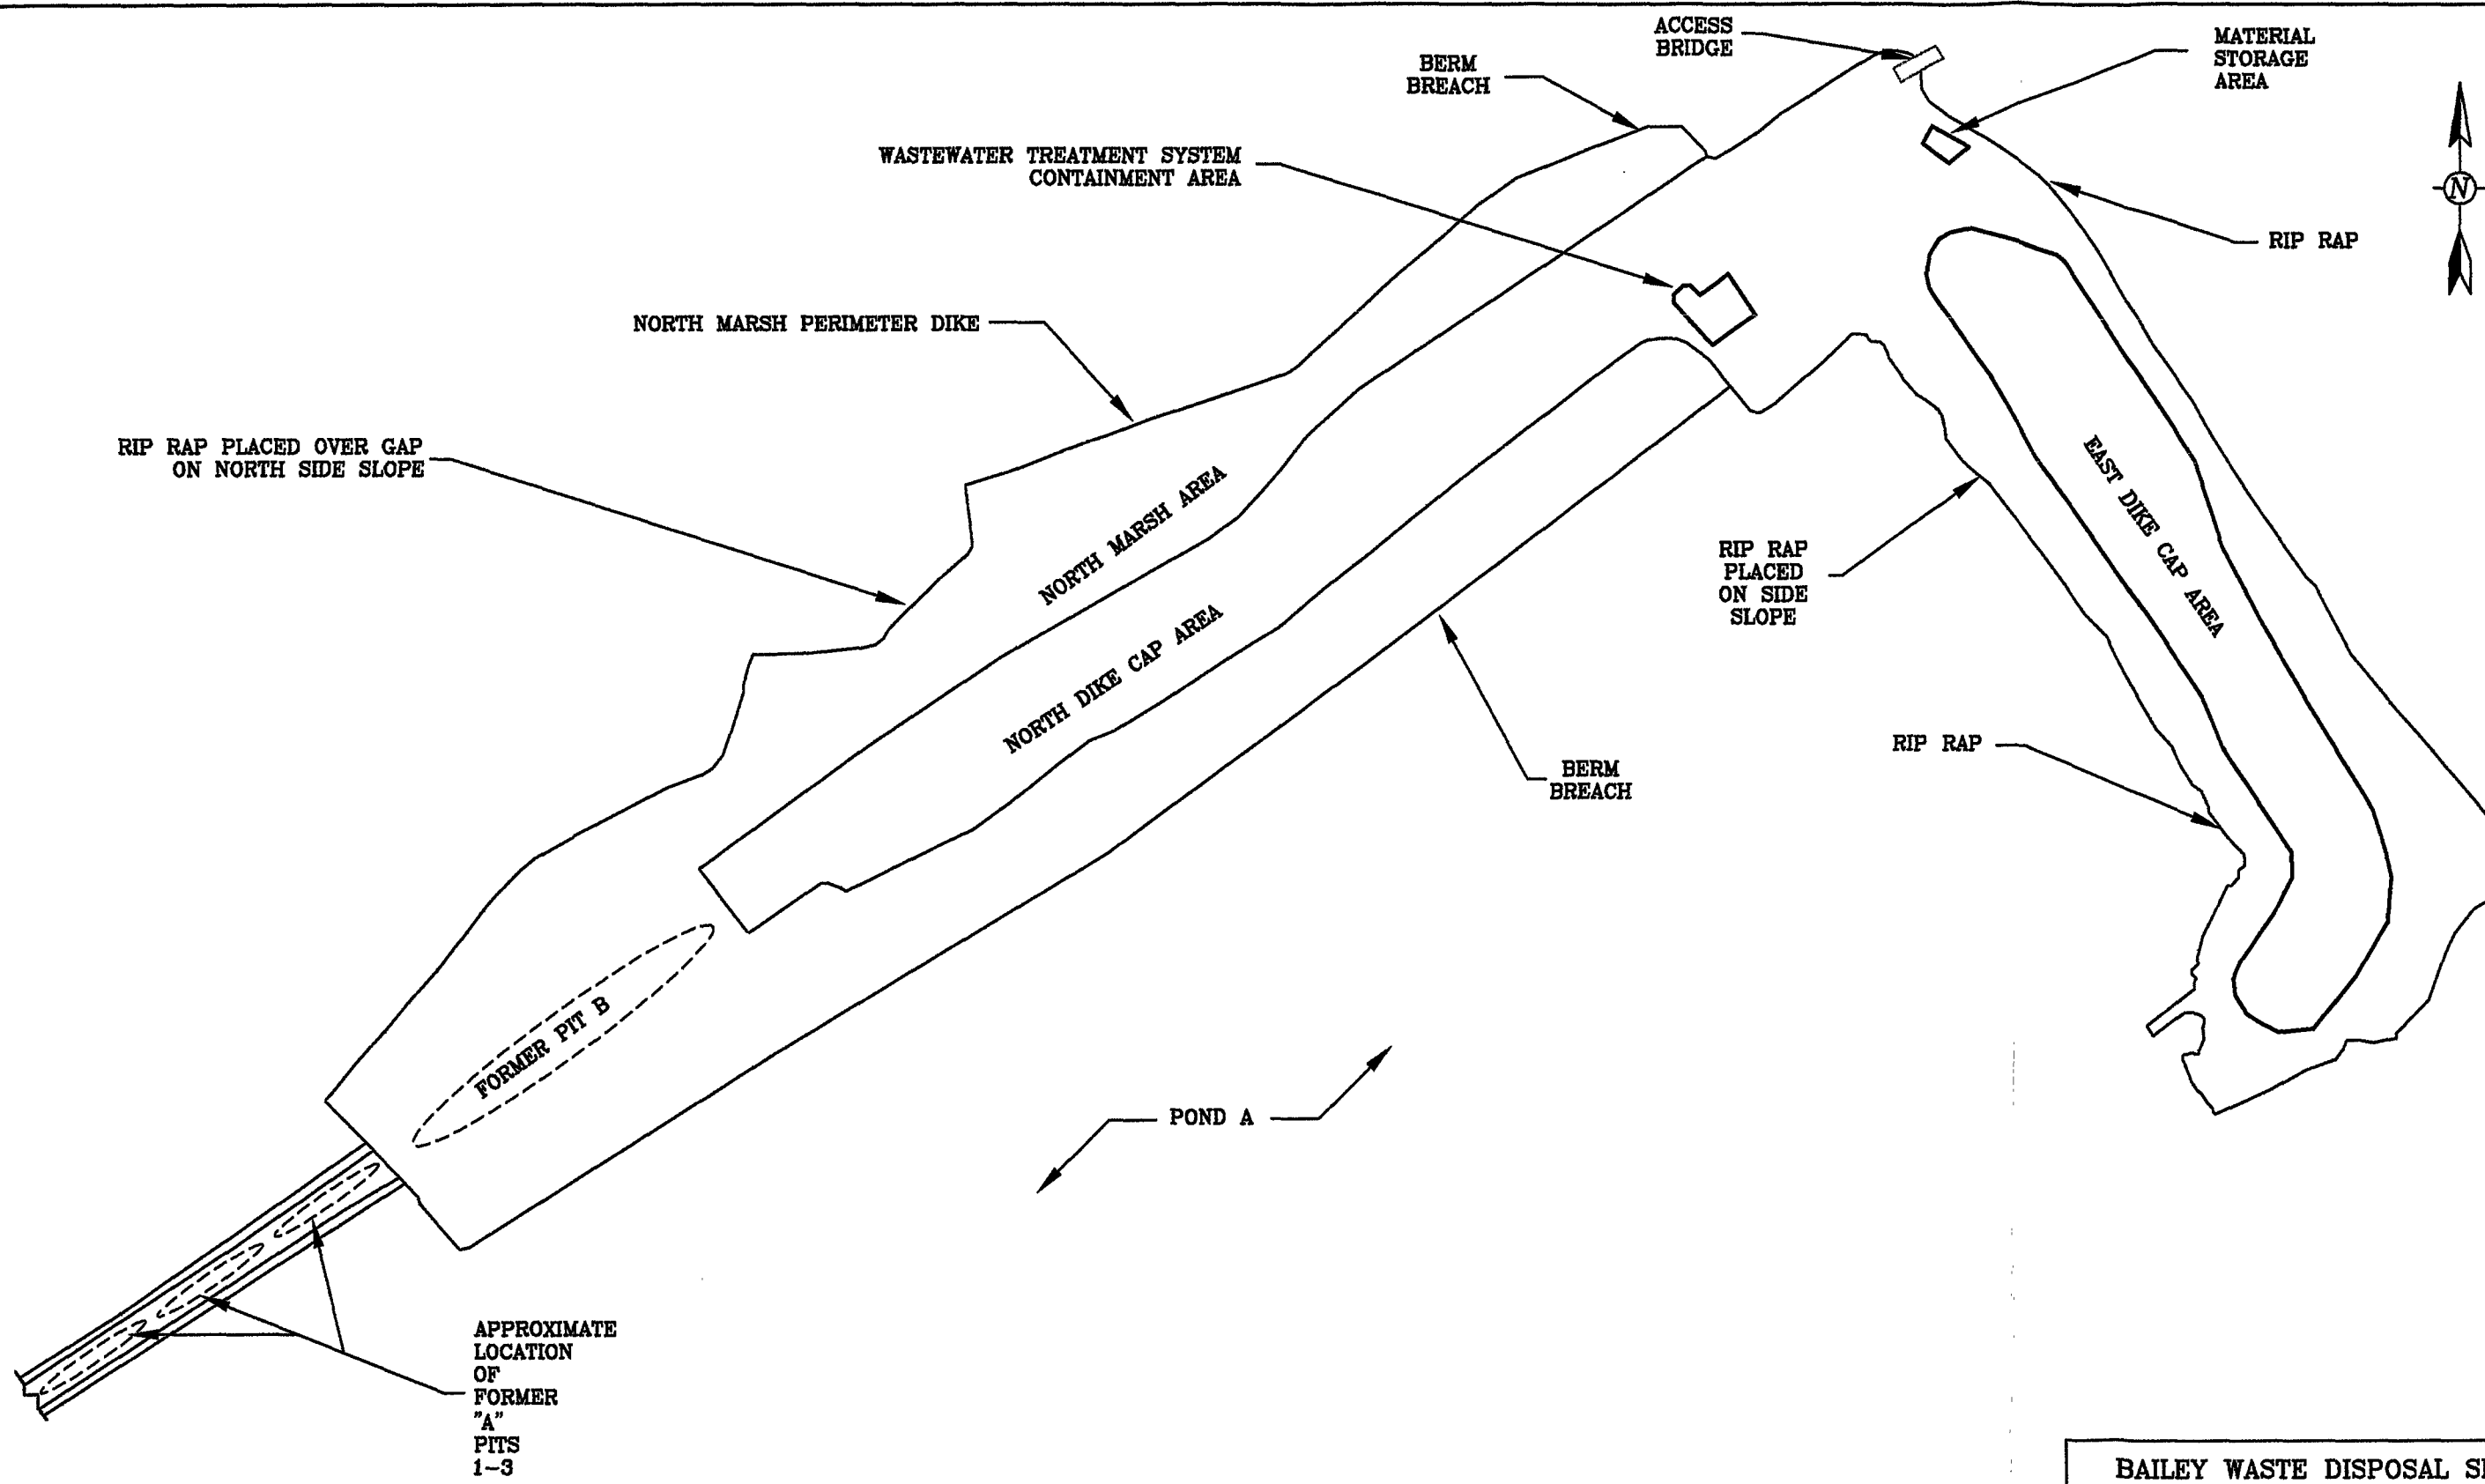 ACCESS
BRIDGE
MATERIAL
STORAGE
AREA
BERM
BREACH
WASTEWATER TREATMENT SYSTEM
CONTAINMENT AREA
N
RIP RAP
NORTH MARSH PERIMETER DIKE
RIP RAP PLACED OVER GAP
ON NORTH SIDE SLOPE
NORTH MARSH AREA
EAST DIKE CAP AREA
RIP RAP
PLACED
ON SIDE
SLOPE
NORTH DIKE CAP AREA
RIP RAP
BERM
BREACH
FORMER PIT B
POND A
APPROXIMATE
LOCATION
OF
FORMER
"A"
PITS
1-3
BAILEY WASTE DISPOSAL